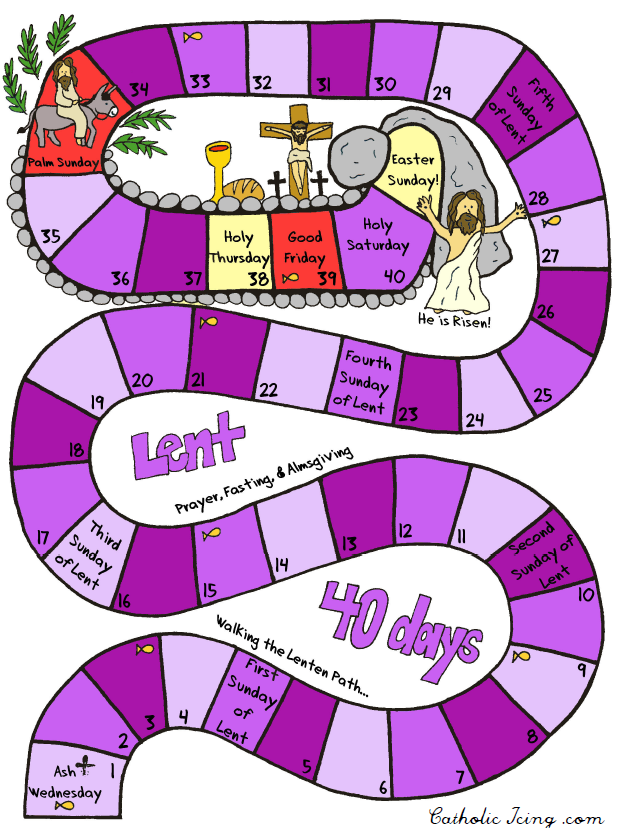 34
33
32
31
30
29
Fifth
Sunday
of Lent
28
27
26
25
24
23
Fourth
Sunday
of Lent
22
21
20
19
18
17
Third
Sunday
of Lent
16
15
14
13
12
11
Second
Sunday of
Lent
10
9
8
7
6
5
First
Sunday
of
Lent
4
3
2
Ash
Wednesday
1
Palm Sunday
35
36
37
Holy
Thursday
38
Good
Friday
39
Holy
Saturday
40
Easter
Sunday!
He is Risen!
Lent
Prayer, Fasting, & Almsgiving
40 days
Walking the Lenten Path...
Catholic Icing .com